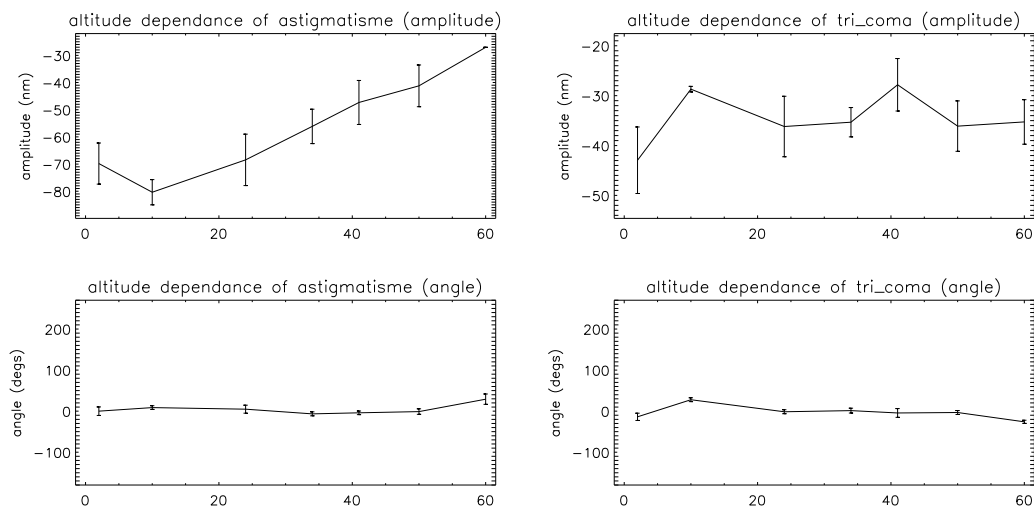 altitude dependance of astigmatisme (amplitude)
amplitude (nm)
−30
−40
−50
−60
−70
−80
0 20 40 60
altitude dependance of tri_coma (amplitude)
amplitude (nm)
−20
−30
−40
−50
0 20 40 60
altitude dependance of astigmatisme (angle)
angle (degs)
200
100
0
−100
0 20 40 60
altitude dependance of tri_coma (angle)
angle (degs)
200
100
0
−100
0 20 40 60